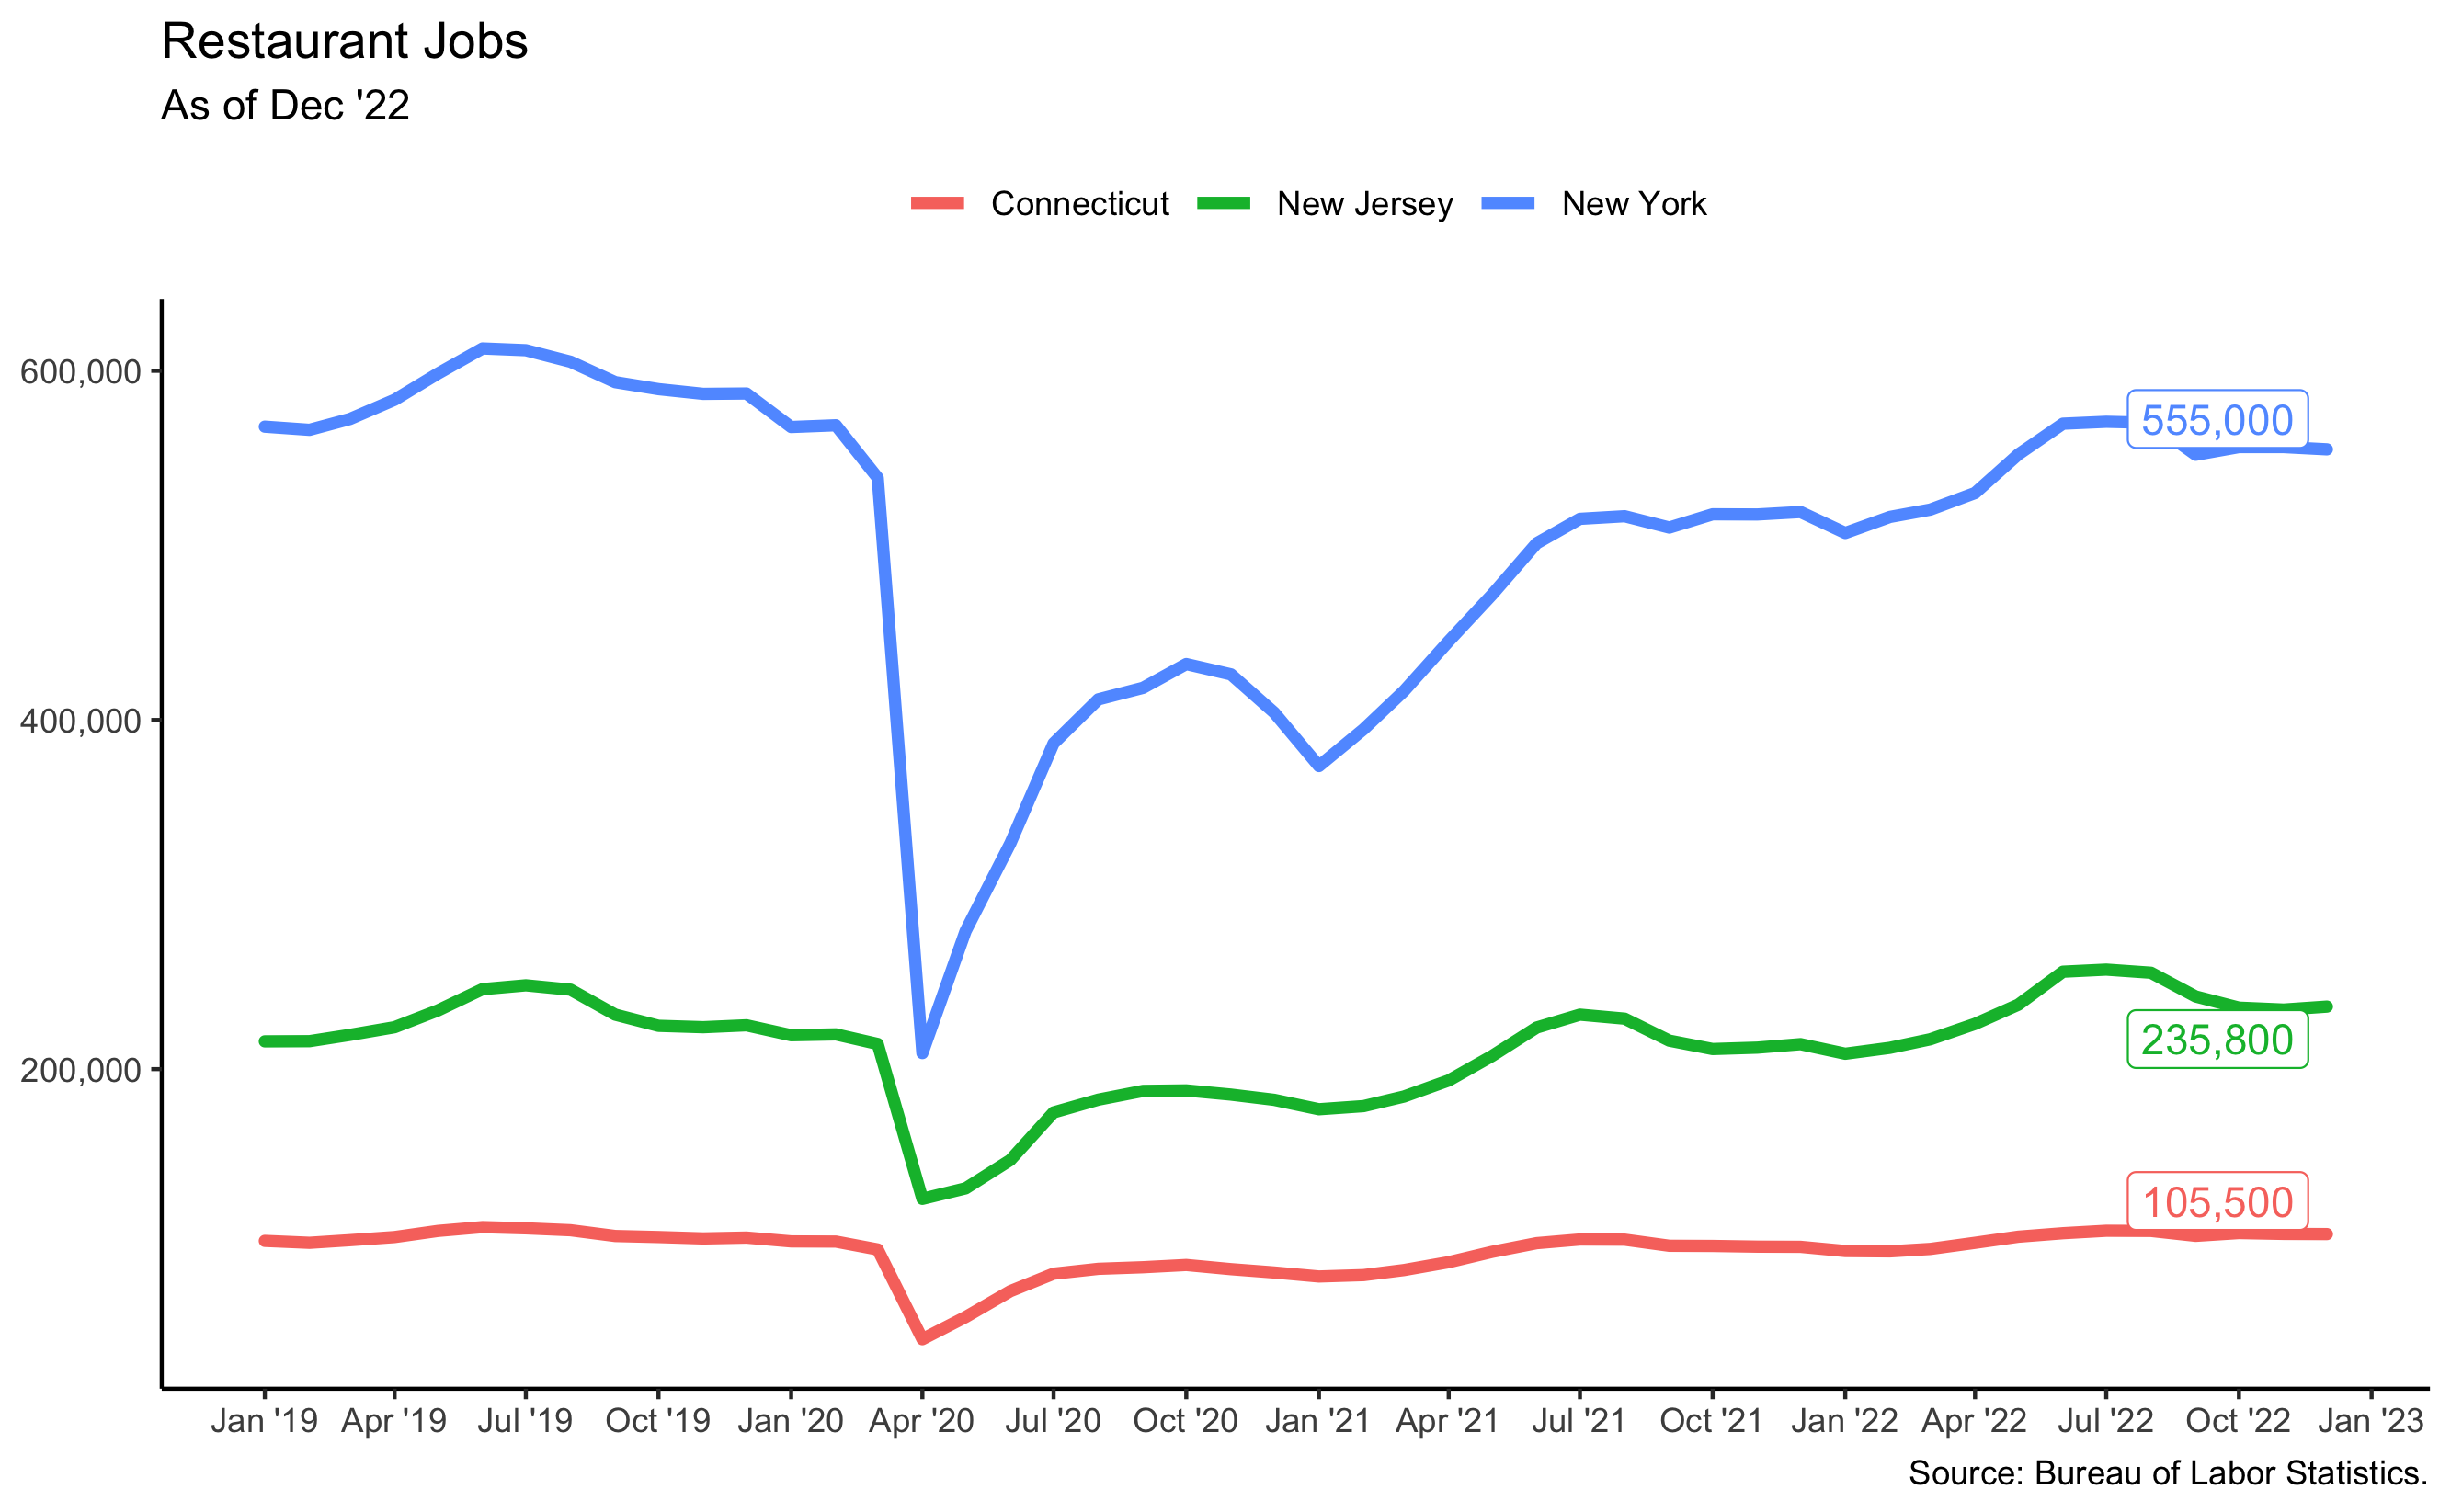 Restaurant Jobs
As of Dec '22
Connecticut New Jersey New York
600,000
400,000
200,000
555,000
235,800
105,500
Jan '19 Apr '19 Jul '19 Oct '19 Jan '20 Apr '20 Jul '20 Oct '20 Jan '21 Apr '21 Jul '21 Oct '21 Jan '22 Apr '22 Jul '22 Oct '22 Jan '23
Source: Bureau of Labor Statistics.